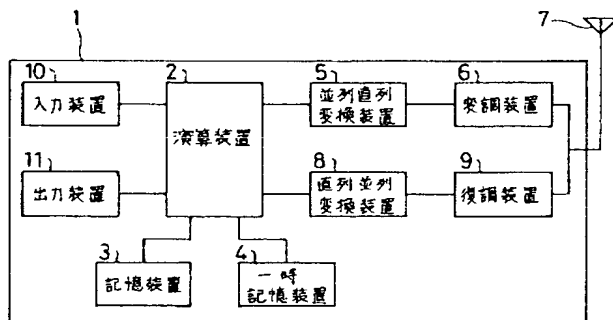 1
7
10
入力装置
2
演算装置
5
並列直列
変換装置
6
変調装置
11
出力装置
8
直列並列
変換装置
9
復調装置
3
記憶装置
4
一時
記憶装置